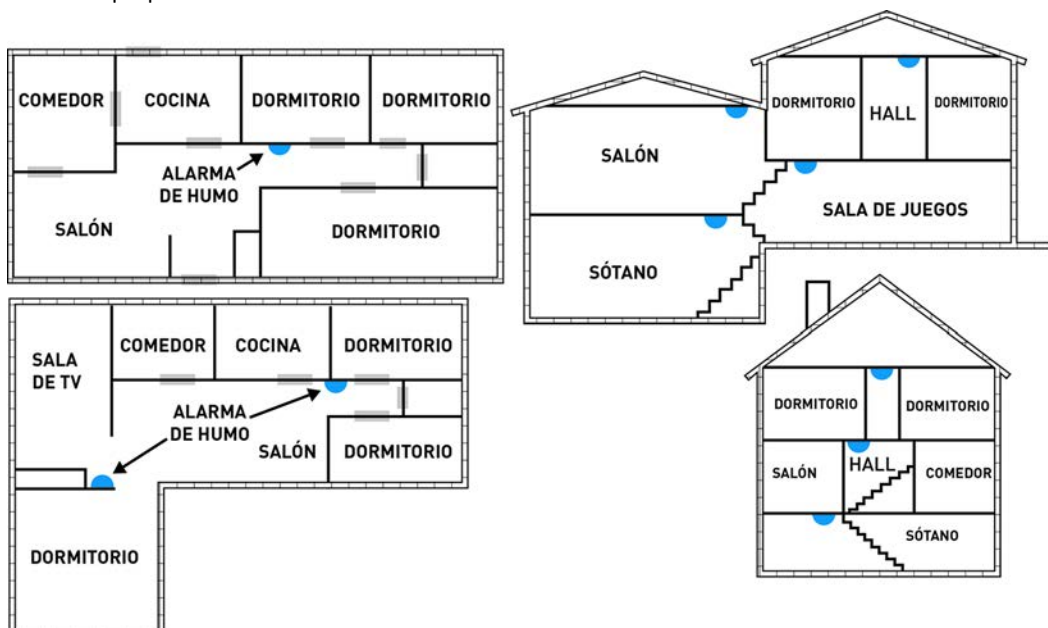 COMEDOR
COCINA
DORMITORIO
DORMITORIO
ALARMA
DE HUMO
SALÓN
DORMITORIO
DORMITORIO
HALL
DORMITORIO
SALÓN
SALA DE JUEGOS
SÓTANO
SALA
DE TV
COMEDOR
COCINA
DORMITORIO
ALARMA
DE HUMO
SALÓN
DORMITORIO
DORMITORIO
DORMITORIO
DORMITORIO
SALÓN
HALL
COMEDOR
SÓTANO